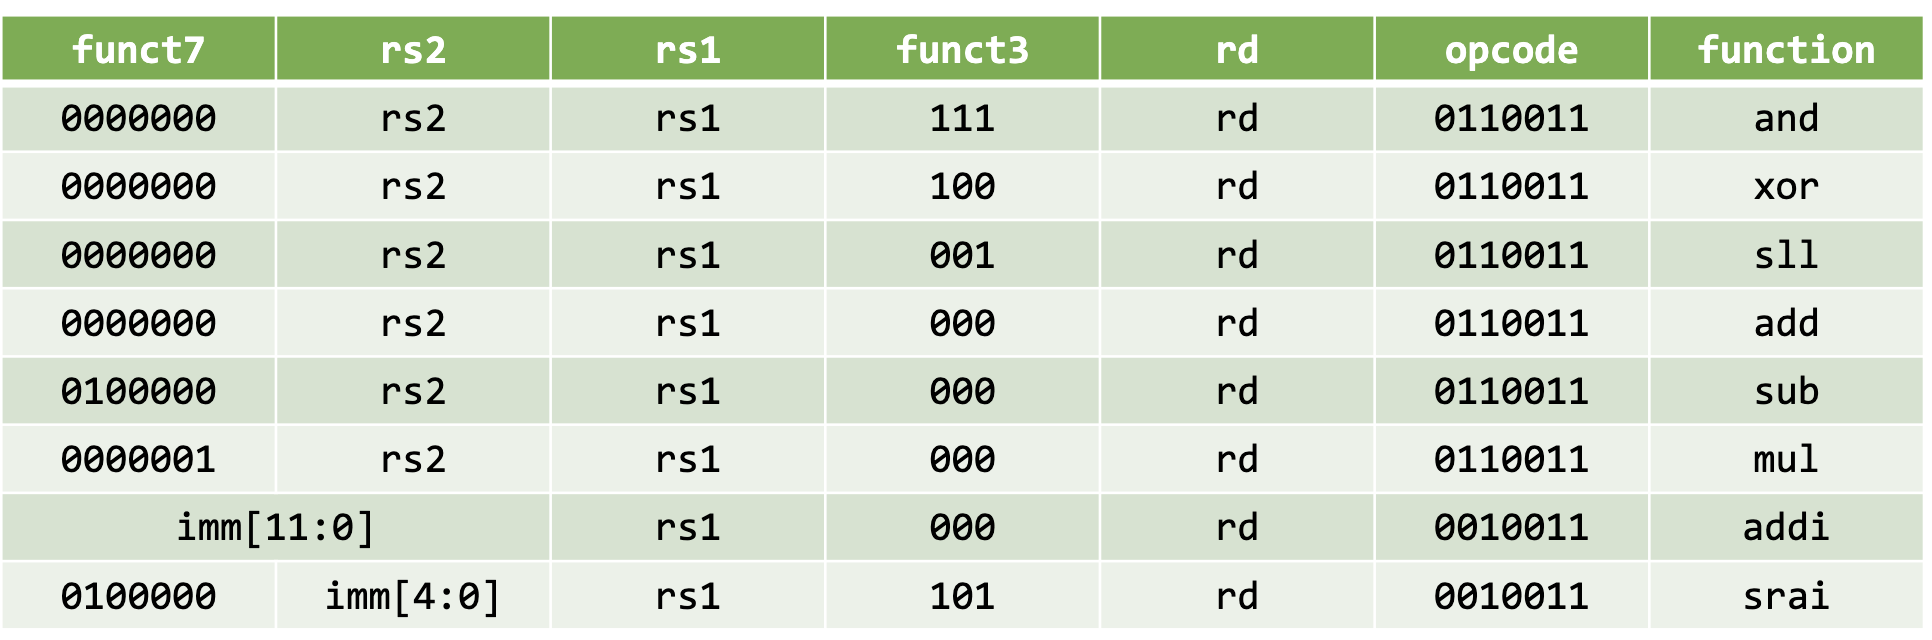 funct7 rs2 rs1 funct3 rd opcode function
0000000 rs2 rs1 111 rd 0110011 and
0000000 rs2 rs1 100 rd 0110011 xor
0000000 rs2 rs1 001 rd 0110011 sll
0000000 rs2 rs1 000 rd 0110011 add
0100000 rs2 rs1 000 rd 0110011 sub
0000001 rs2 rs1 000 rd 0110011 mul
imm[11:0] rs1 000 rd 0010011 addi
0100000 imm[4:0] rs1 101 rd 0010011 srai